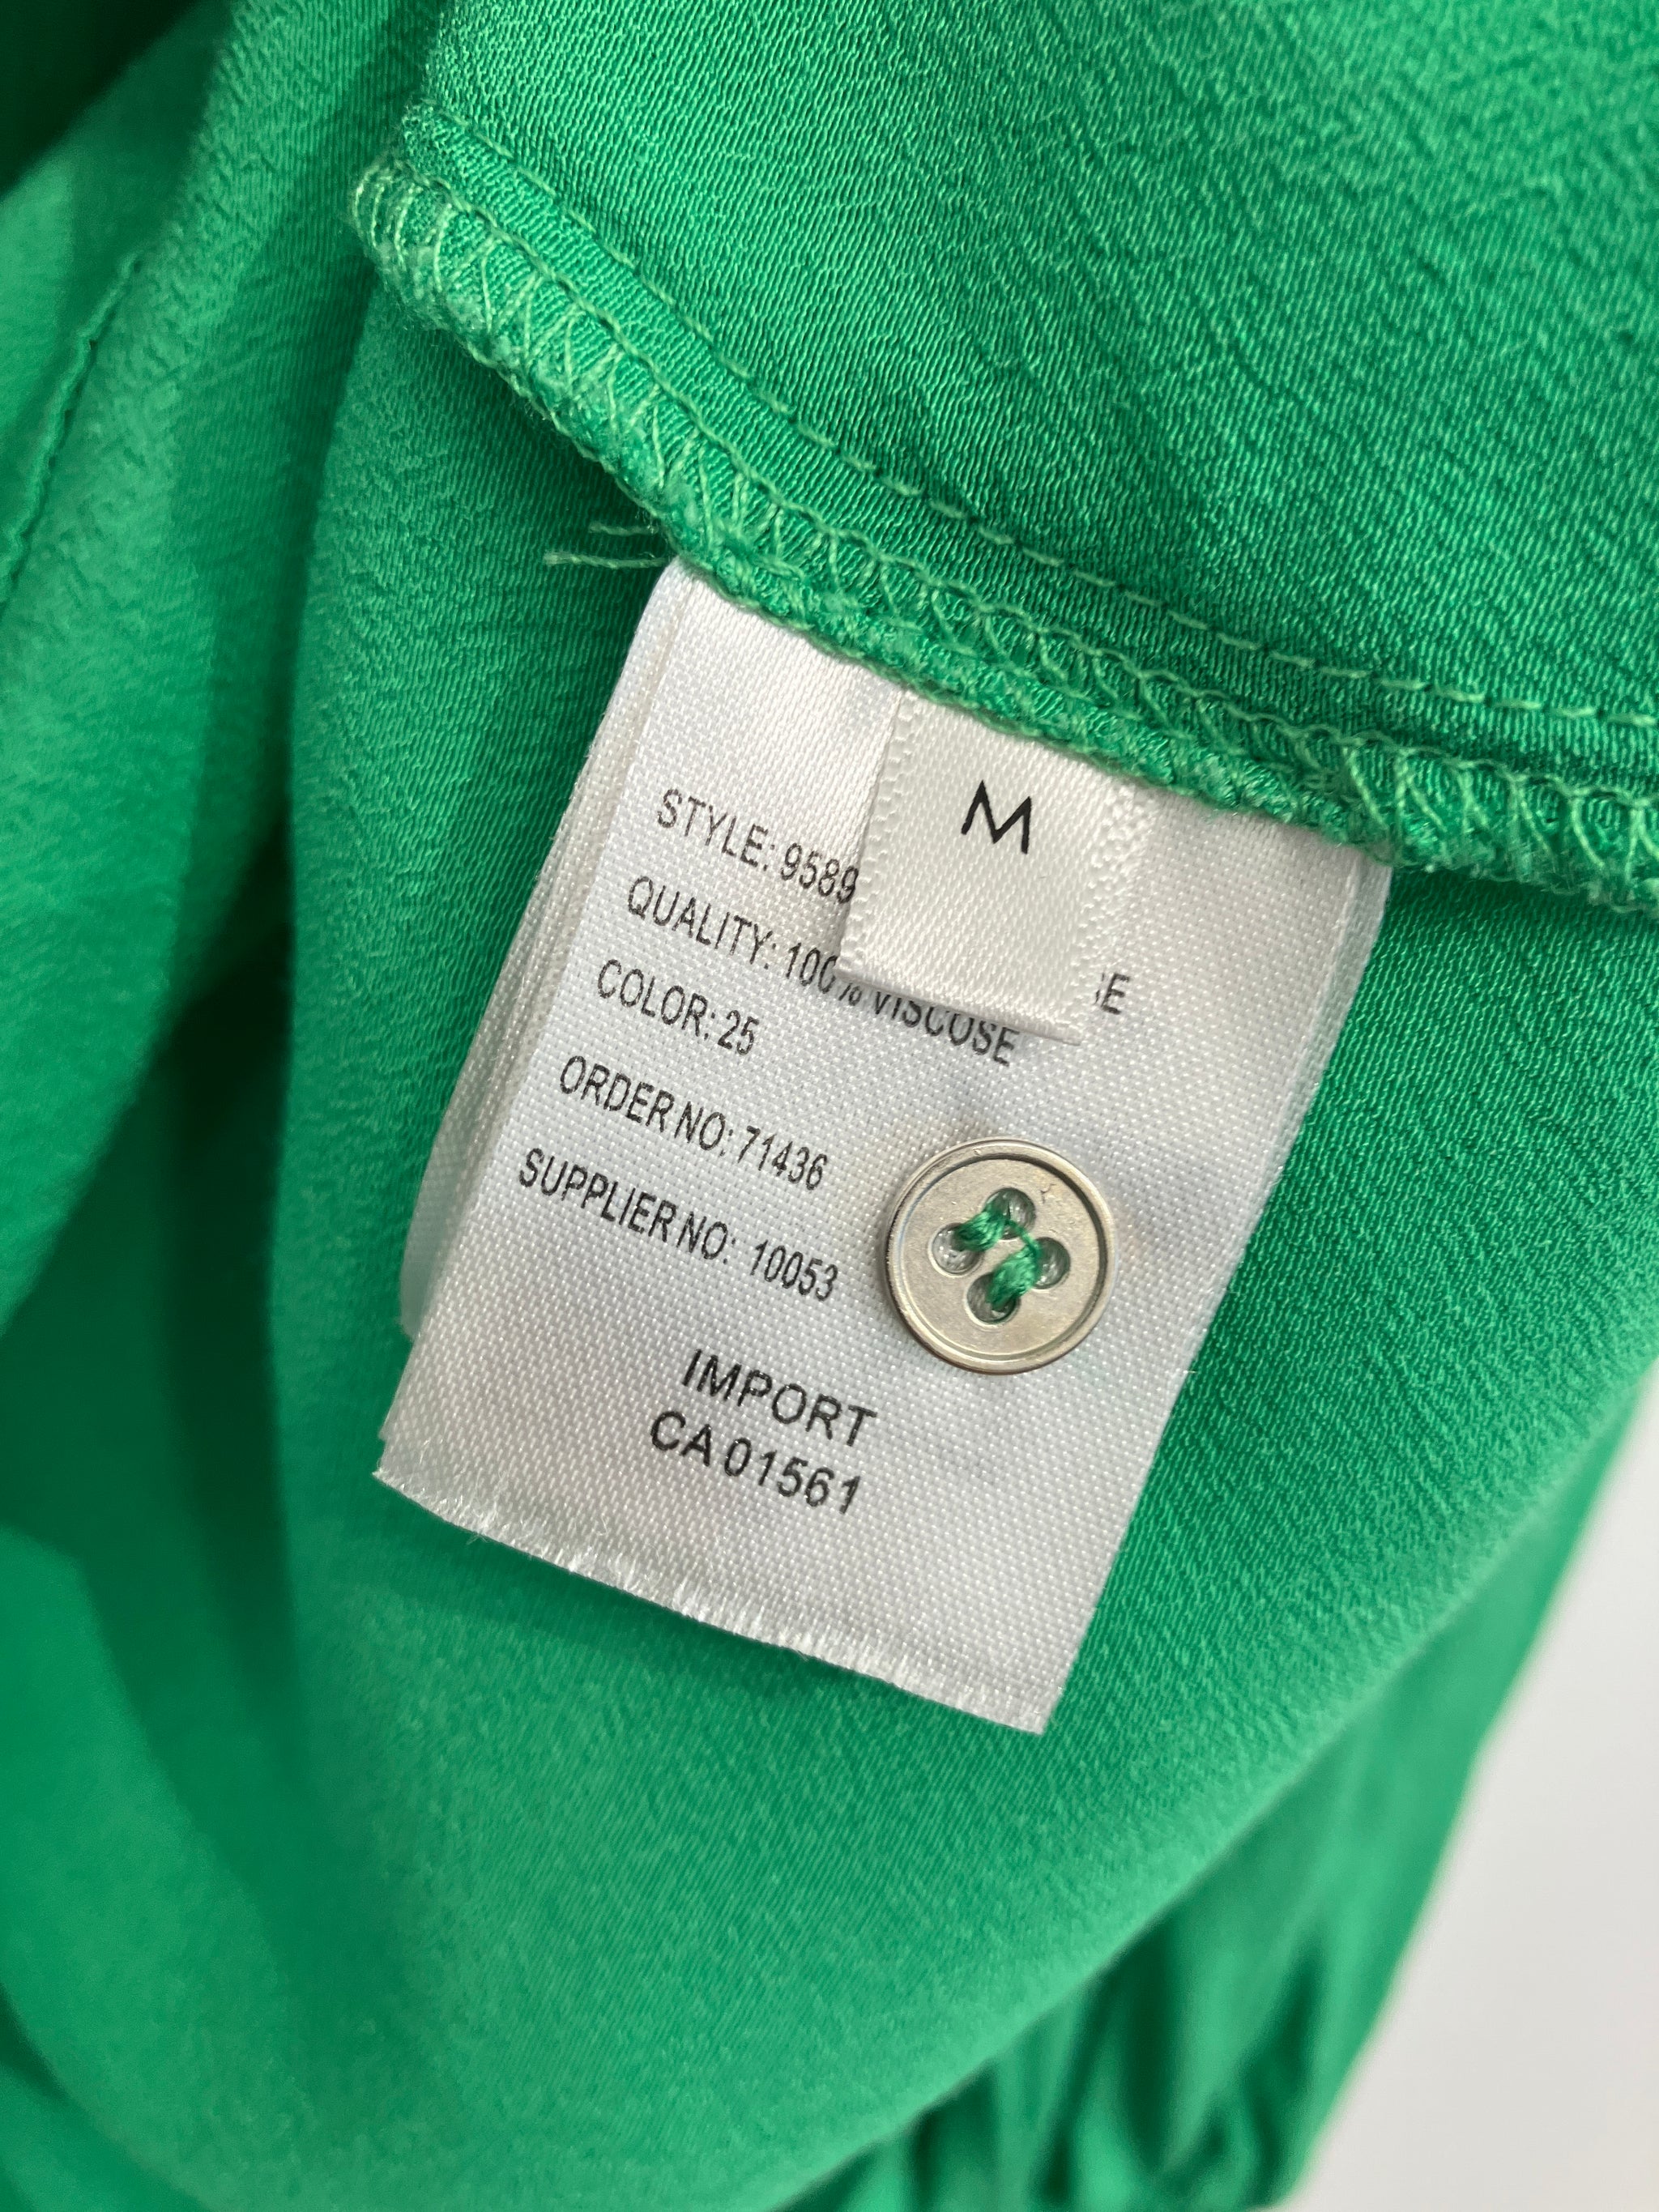 M
STYLE: 9589
QUALITY: 100% VISCOSE
COLOR: 25
ORDER NO: 71436
SUPPLIER NO: 10053
IMPORT
CA 01561